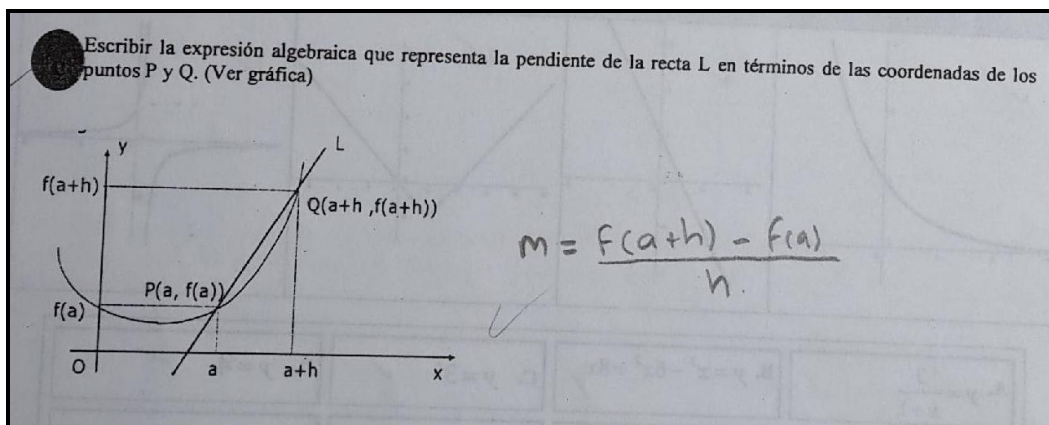 Escribir la expresión algebraica que representa la pendiente de la recta L en términos de las coordenadas de los
puntos P y Q. (Ver gráfica)
y
L
f(a+h)
Q(a+h ,f(a+h))
m = f(a+h) - f(a)
h.
P(a, f(a))
f(a)
O
a
a+h
x